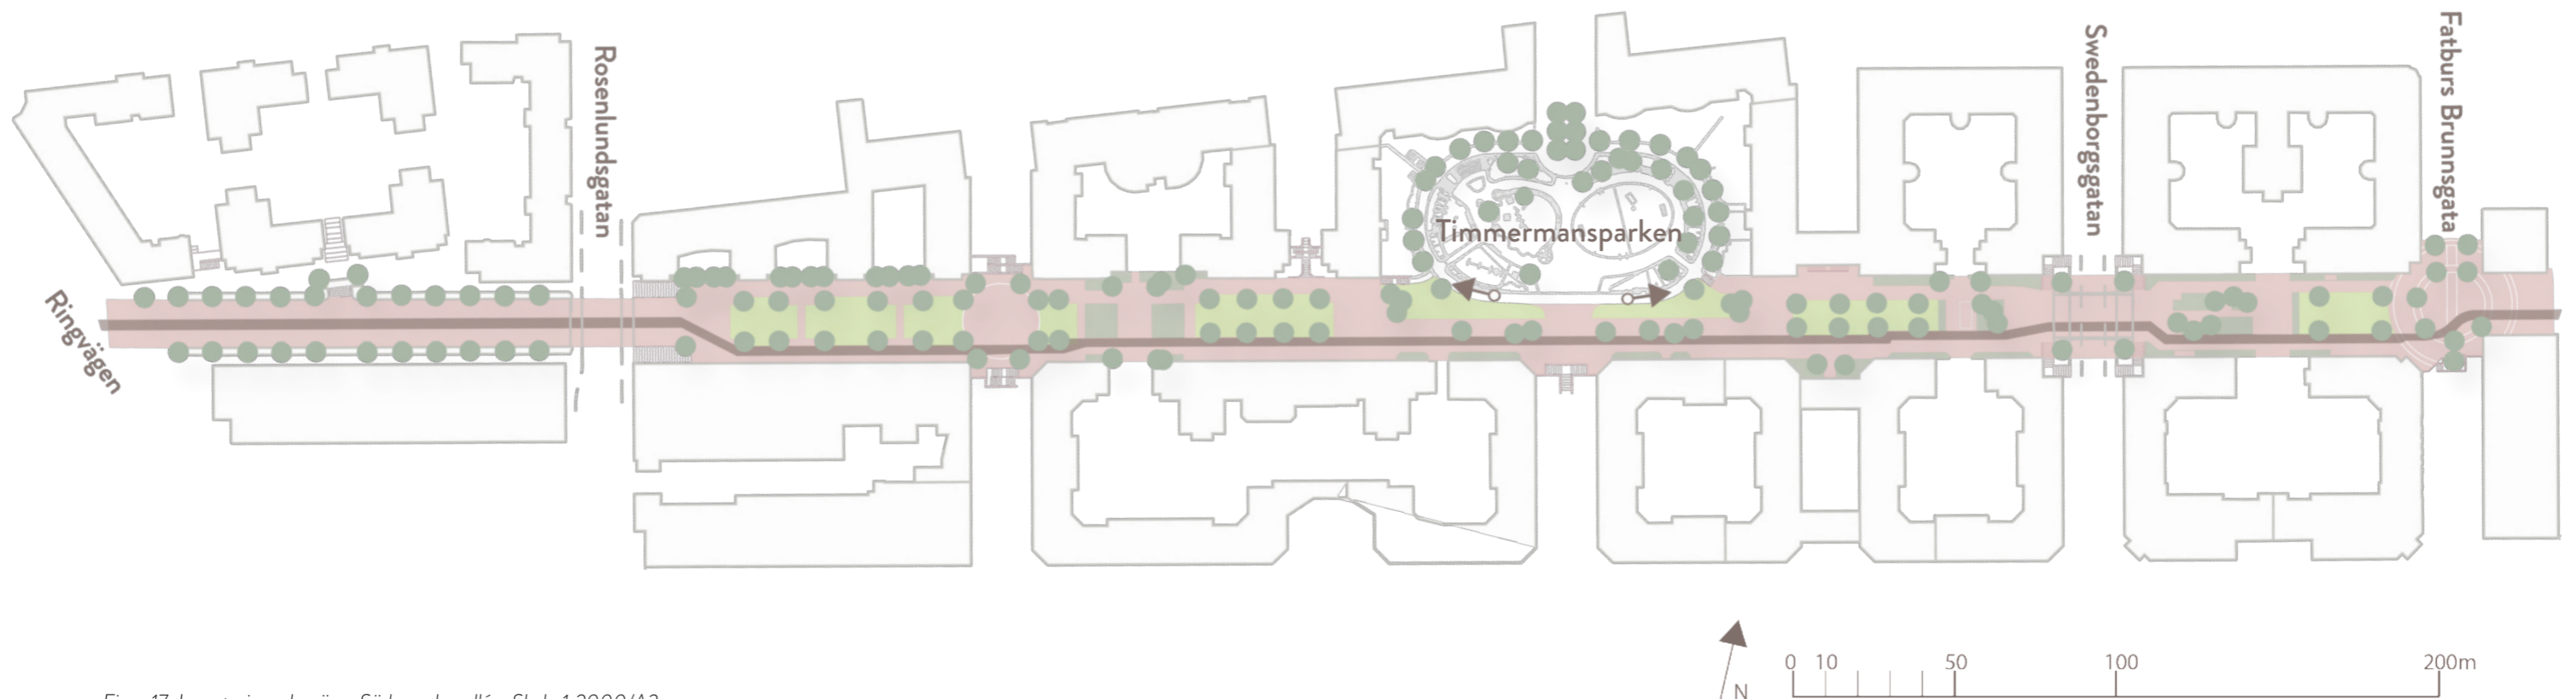 Rosenlundsgatan
Swedenborgsgatan
Fatburs Brunnsgata
Timmermansparken
Ringvägen
0 10 50 100 200m
N